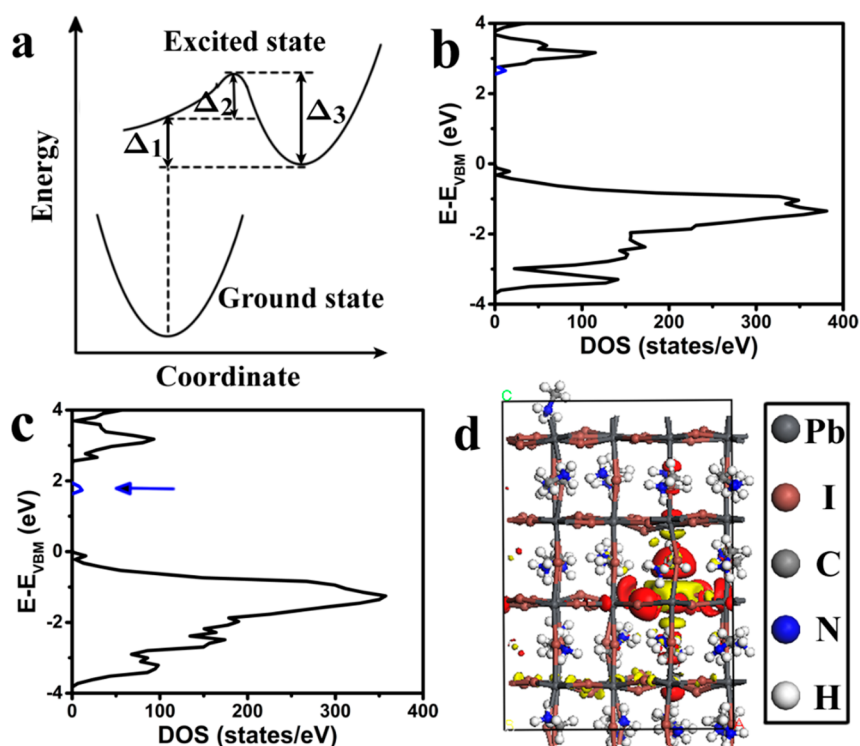 a
Excited state
Δ1
Δ2
Δ3
Energy
Ground state
Coordinate
b
E-EVBM (eV)
4
2
0
-2
-4
0 100 200 300 400
DOS (states/eV)
c
E-EVBM (eV)
4
2
0
-2
-4
0 100 200 300 400
DOS (states/eV)
d
C
B
A
Pb
I
C
N
H